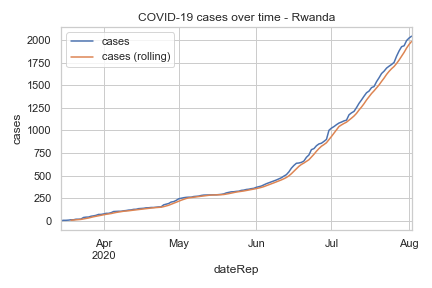 COVID-19 cases over time - Rwanda
cases
cases (rolling)
2000
1750
1500
1250
1000
750
500
250
0
cases
Apr
2020
May
Jun
Jul
Aug
dateRep